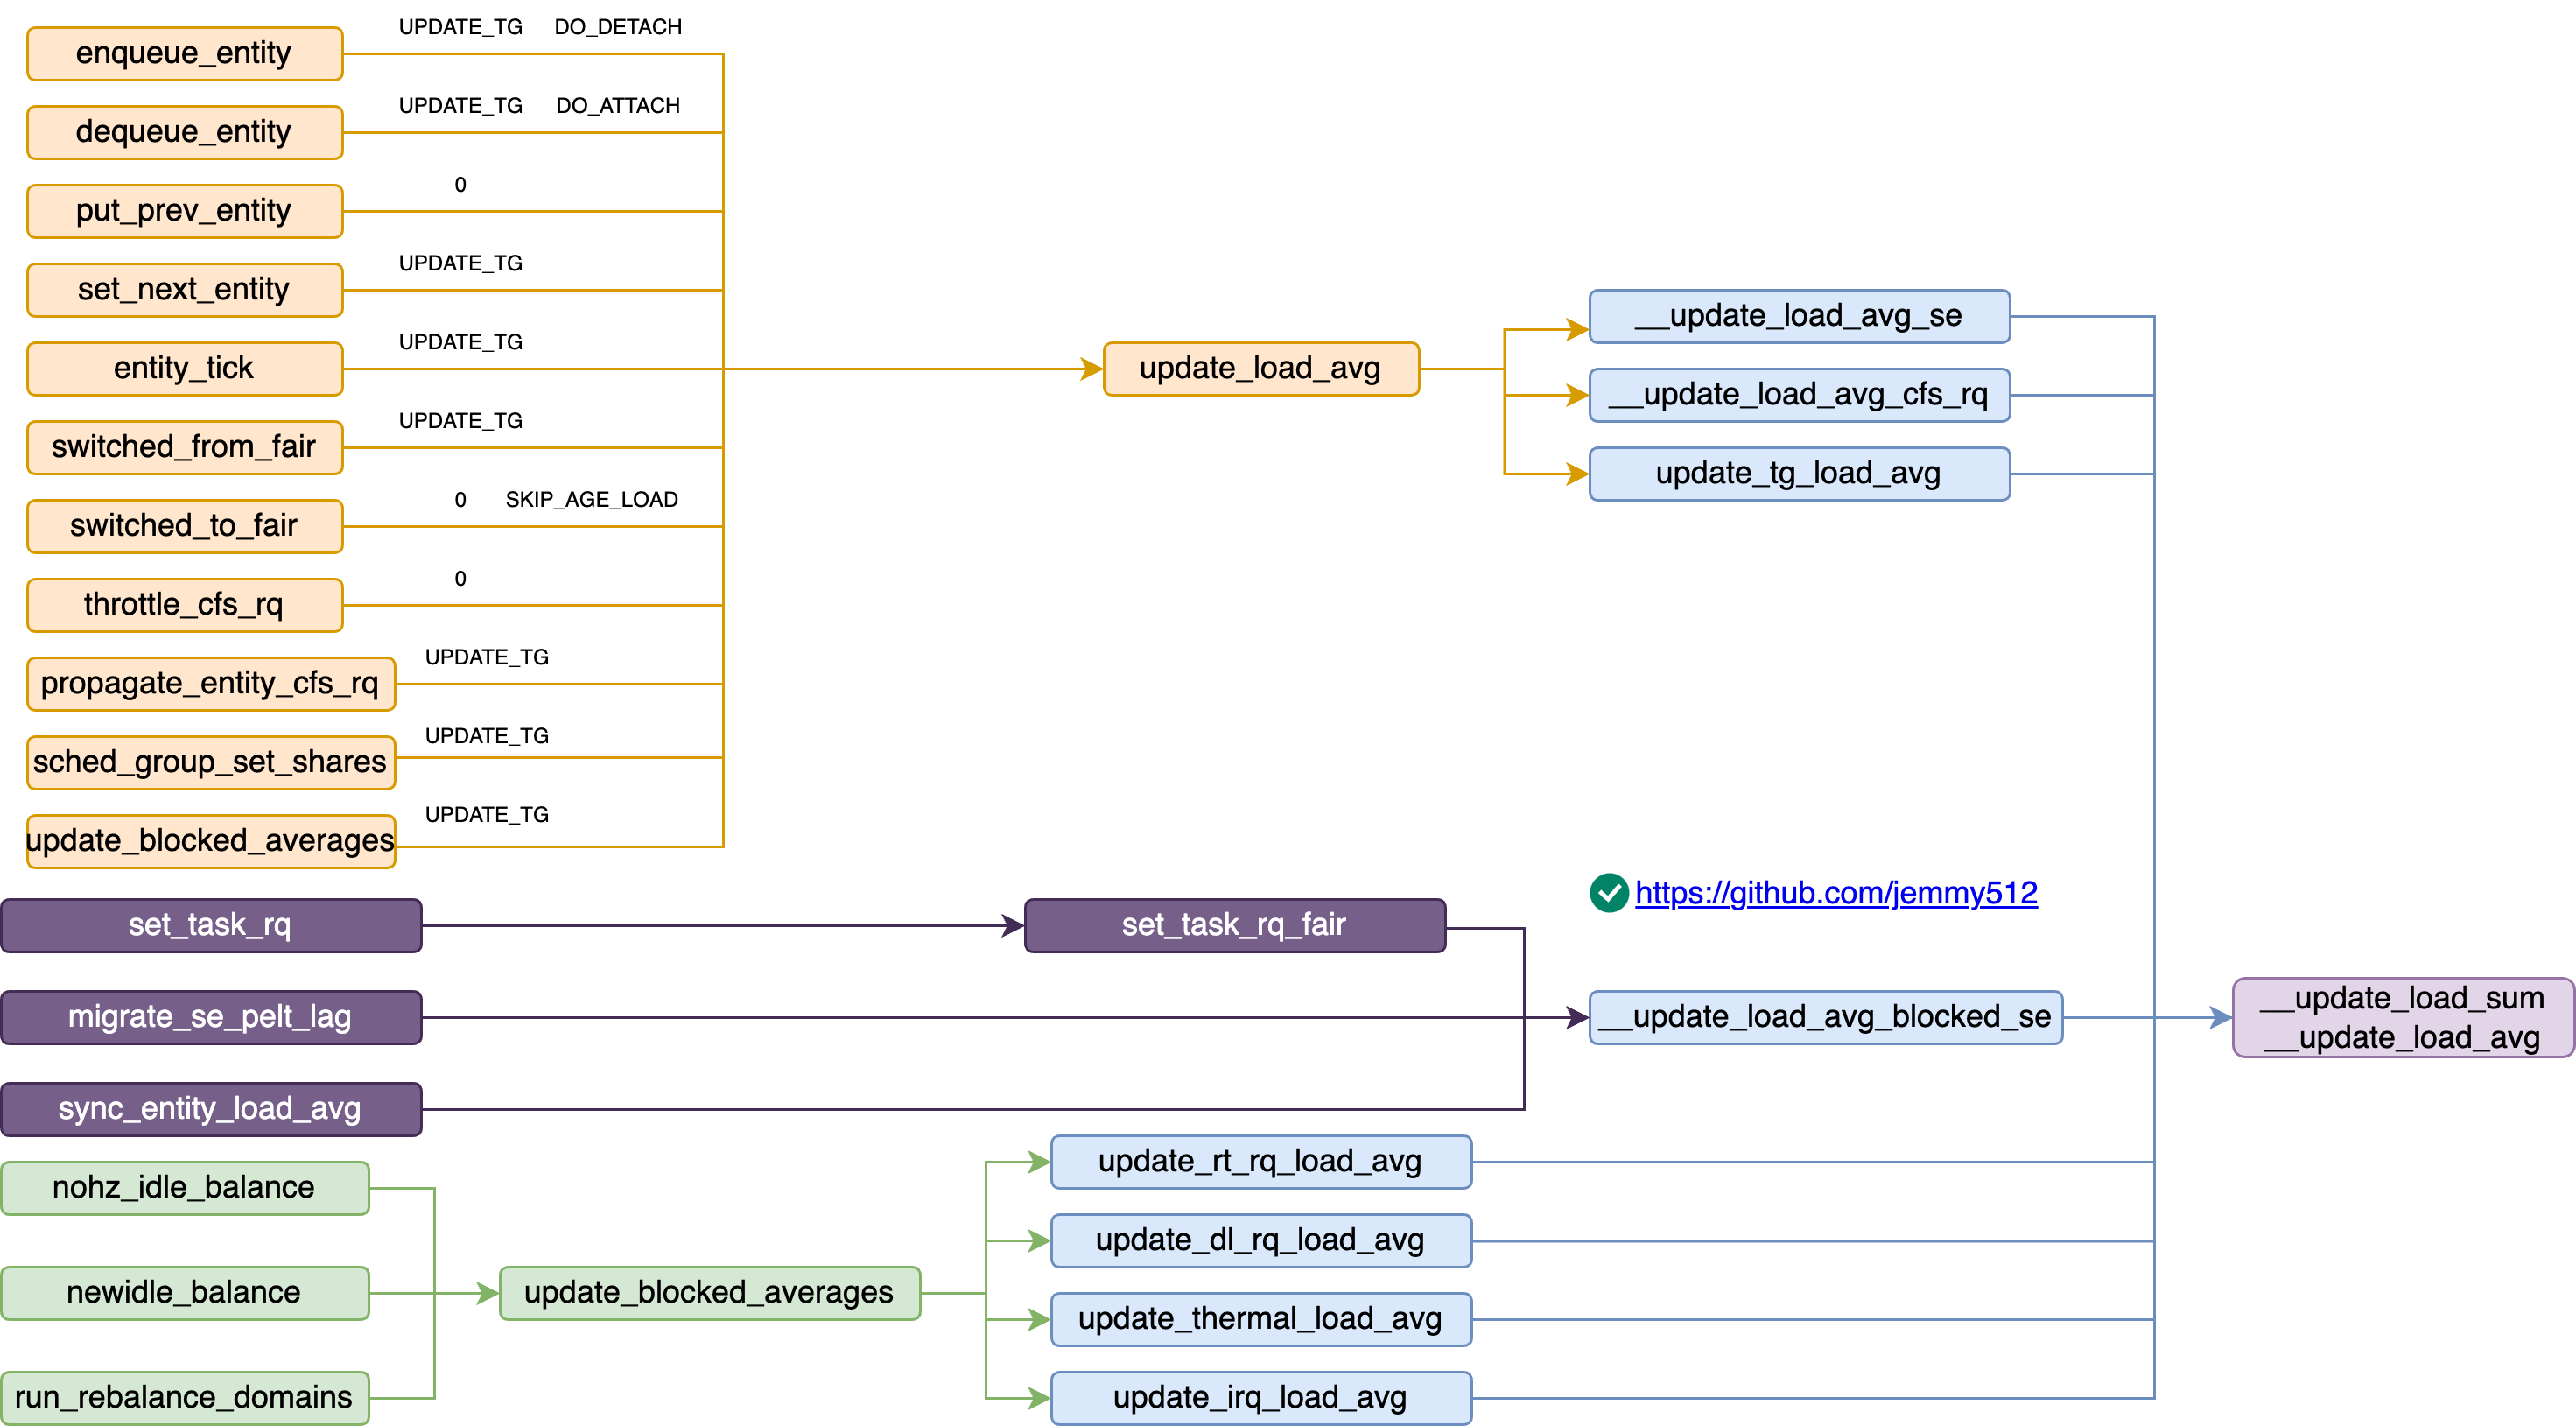 UPDATE_TG DO_DETACH
enqueue_entity
UPDATE_TG DO_ATTACH
dequeue_entity
0
put_prev_entity
UPDATE_TG
set_next_entity
UPDATE_TG
entity_tick
UPDATE_TG
switched_from_fair
0 SKIP_AGE_LOAD
switched_to_fair
0
throttle_cfs_rq
UPDATE_TG
propagate_entity_cfs_rq
UPDATE_TG
sched_group_set_shares
UPDATE_TG
update_blocked_averages
update_load_avg
__update_load_avg_se
__update_load_avg_cfs_rq
update_tg_load_avg
https://github.com/jemmy512
set_task_rq
set_task_rq_fair
migrate_se_pelt_lag
__update_load_avg_blocked_se
__update_load_sum
__update_load_avg
sync_entity_load_avg
nohz_idle_balance
newidle_balance
run_rebalance_domains
update_blocked_averages
update_rt_rq_load_avg
update_dl_rq_load_avg
update_thermal_load_avg
update_irq_load_avg